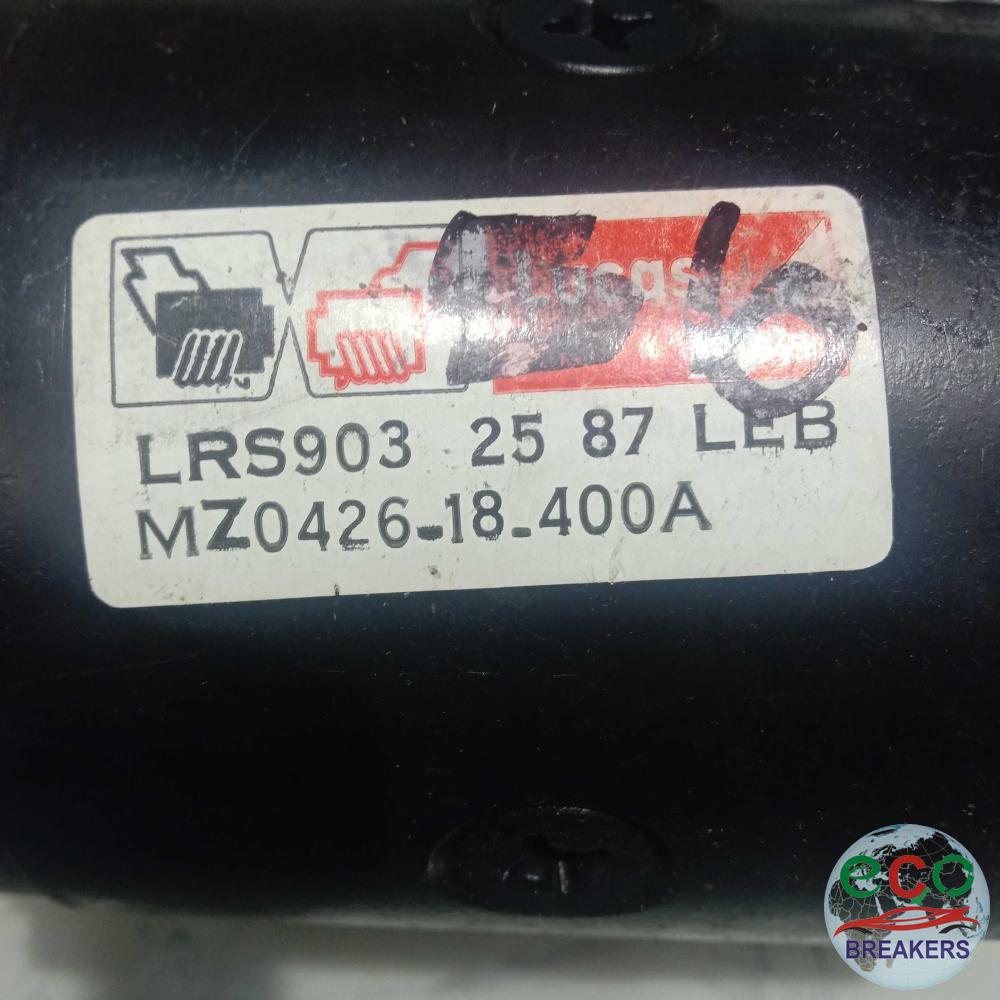 Lucas
LRS903 25 87 LEB
MZ0426-18-400A
eco
BREAKERS